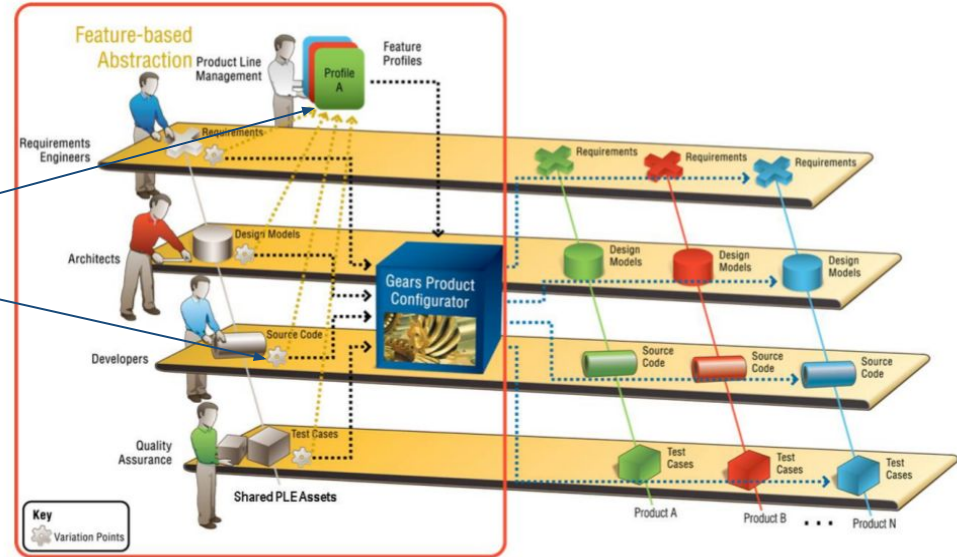 Feature-based
Abstraction
Product Line
Management
Profile
A
Feature
Profiles
Requirements
Engineers
Requirements
Requirements
Requirements
Requirements
Architects
Design Models
Gears Product
Configurator
Design
Models
Design
Models
Design
Models
Developers
Source Code
Source
Code
Source
Code
Source
Code
Quality
Assurance
Test Cases
Test
Cases
Test
Cases
Test
Cases
Shared PLE Assets
Product A
Product B
• • •
Product N
Key
Variation Points